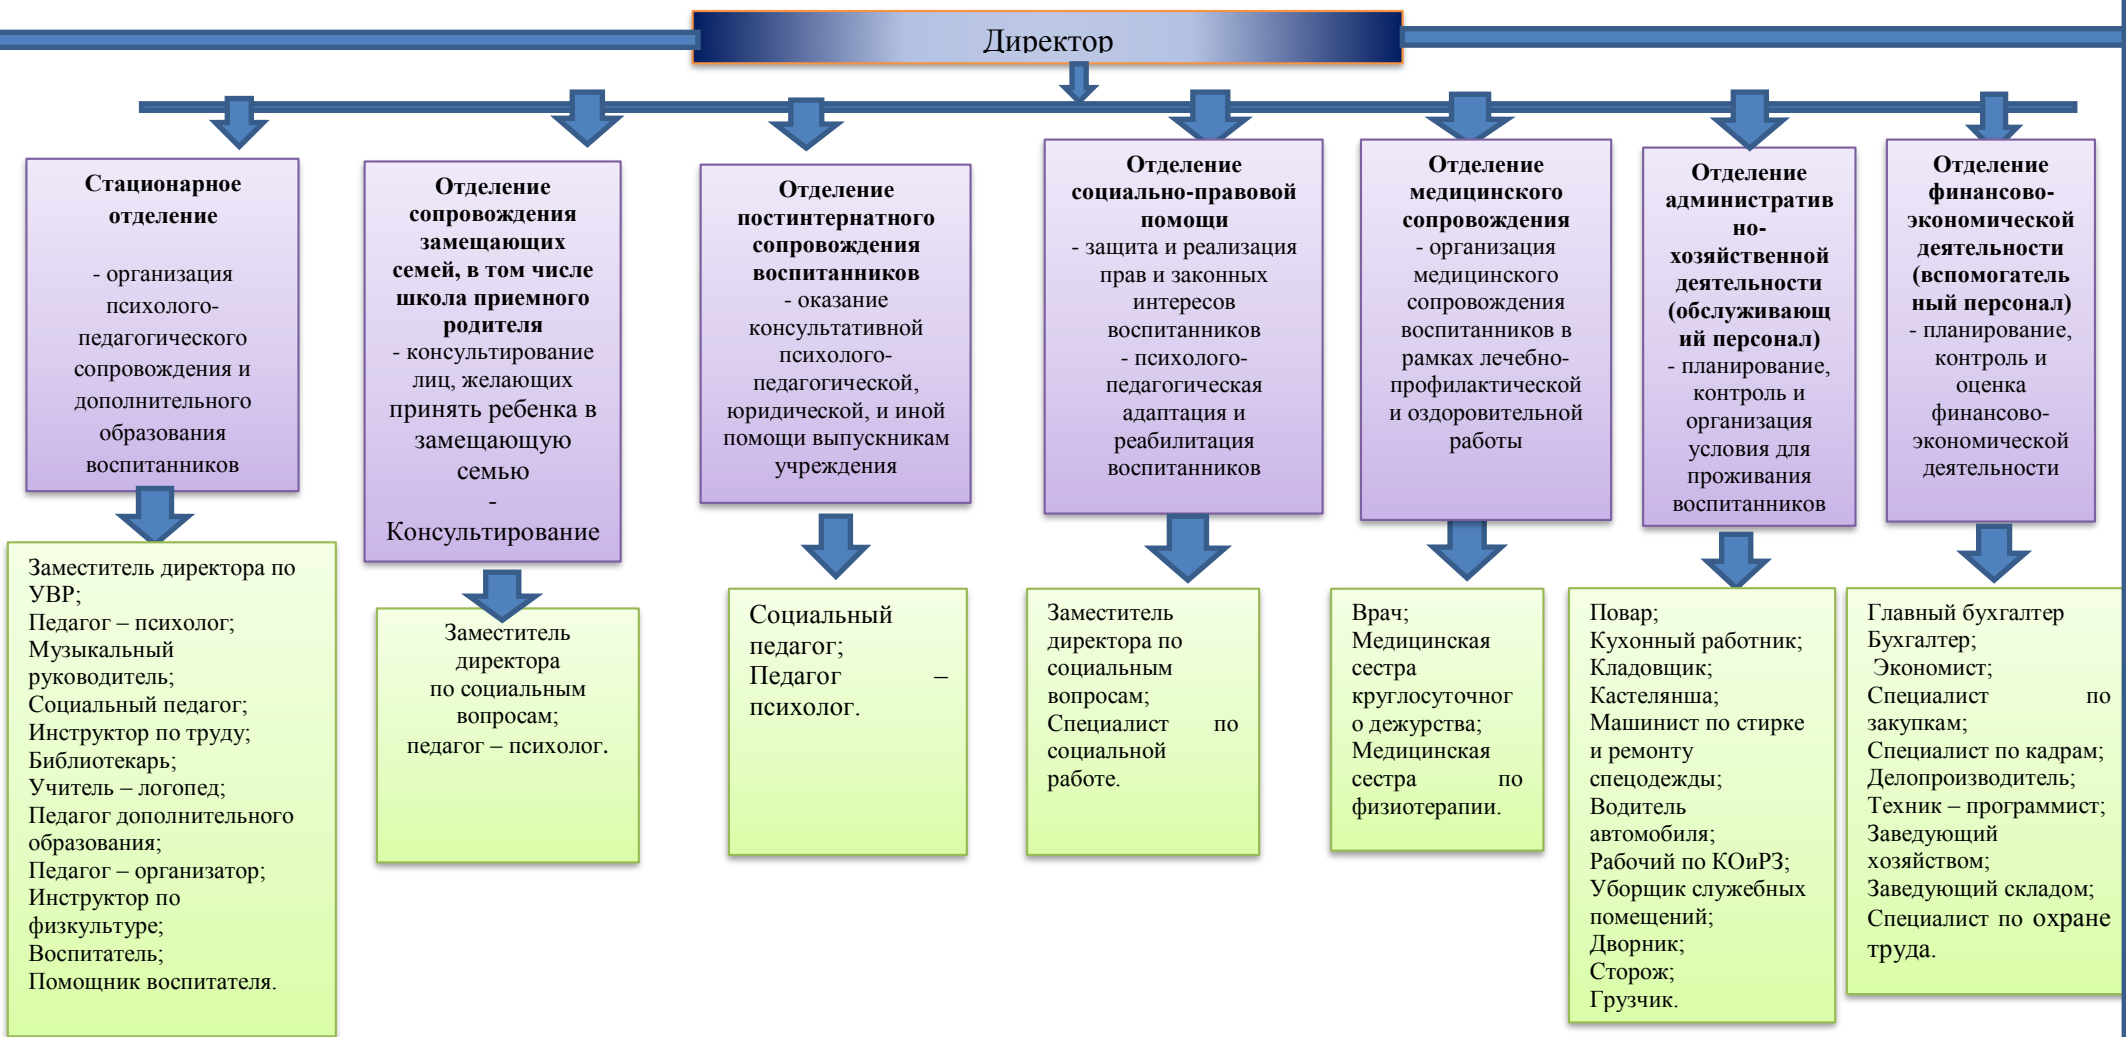 Директор
Стационарное
отделение
- организация
психолого-
педагогического
сопровождения и
дополнительного
образования
воспитанников
Отделение
сопровождения
замещающих
семей, в том числе
школа приемного
родителя
- консультирование
лиц, желающих
принять ребенка в
замещающую
семью
-
Консультирование
Отделение
постинтернатного
сопровождения
воспитанников
- оказание
консультативной
психолого-
педагогической,
юридической, и иной
помощи выпускникам
учреждения
Отделение
социально-правовой
помощи
- защита и реализация
прав и законных
интересов
воспитанников
- психолого-
педагогическая
адаптация и
реабилитация
воспитанников
Отделение
медицинского
сопровождения
- организация
медицинского
сопровождения
воспитанников в
рамках лечебно-
профилактической
и оздоровительной
работы
Отделение
административ
но-
хозяйственной
деятельности
(обслуживающ
ий персонал)
- планирование,
контроль и
организация
условия для
проживания
воспитанников
Отделение
финансово-
экономической
деятельности
(вспомогатель
ный персонал)
- планирование,
контроль и
оценка
финансово-
экономической
деятельности
Заместитель директора по
УВР;
Педагог – психолог;
Музыкальный
руководитель;
Социальный педагог;
Инструктор по труду;
Библиотекарь;
Учитель – логопед;
Педагог дополнительного
образования;
Педагог – организатор;
Инструктор по
физкультуре;
Воспитатель;
Помощник воспитателя.
Заместитель
директора
по социальным
вопросам;
педагог – психолог.
Социальный
педагог;
Педагог –
психолог.
Заместитель
директора по
социальным
вопросам;
Специалист по
социальной
работе.
Врач;
Медицинская
сестра
круглосуточног
о дежурства;
Медицинская
сестра по
физиотерапии.
Повар;
Кухонный работник;
Кладовщик;
Кастелянша;
Машинист по стирке
и ремонту
спецодежды;
Водитель
автомобиля;
Рабочий по КОиРЗ;
Уборщик служебных
помещений;
Дворник;
Сторож;
Грузчик.
Главный бухгалтер
Бухгалтер;
Экономист;
Специалист по
закупкам;
Специалист по кадрам;
Делопроизводитель;
Техник – программист;
Заведующий
хозяйством;
Заведующий складом;
Специалист по охране
труда.